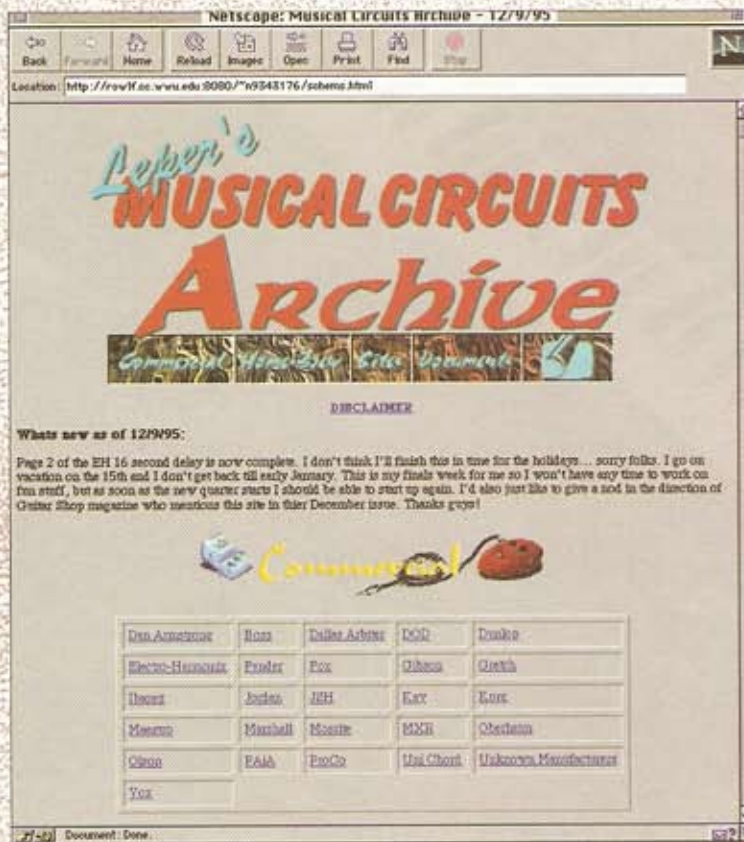 Netscape: Musical Circuits Archive - 12/9/95
Back Forward Home Reload Images Open Print Find Stop
N
Location: http://rowlf.cc.wwu.edu:8080/~n9343176/schems.html
Leper's
MUSICAL CIRCUITS
ARChive
Commercial Home-Brew Sites Documents
DISCLAIMER
Whats new as of 12/9/95:
Page 2 of the EH 16 second delay is now complete. I don't think I'll finish this in time for the holidays... sorry folks. I go on
vacation on the 15th and I don't get back till early January. This is my finals week for me so I won't have any time to work on
fun stuff, but as soon as the new quarter starts I should be able to start up again. I'd also just like to give a nod in the direction of
Guitar Shop magazine who mentions this site in thier December issue. Thanks guys!
Commercial
Dan Armstrong Boss Dallas Arbiter DOD Dunlop
Electro-Harmonix Fender Fox Gibson Gretch
Ibanez Jordan JEH Kay Korg
Maestro Marshall Mosrite MXR Oberheim
Olson PAiA ProCo Uni Chord Unknown Manufacturer
Vox
Document: Done.